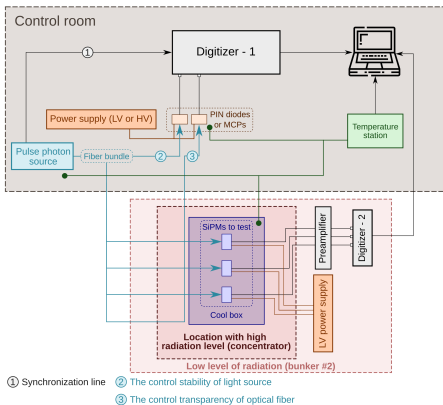 Control room
1
Digitizer - 1
Power supply (LV or HV)
PIN diodes
or MCPs
Pulse photon
source
Fiber bundle
2
3
Temperature
station
SiPMs to test
Cool box
Preamplifier
Digitizer - 2
LV power supply
Location with high
radiation level (concentrator)
Low level of radiation (bunker #2)
1 Synchronization line
2 The control stability of light source
3 The control transparency of optical fiber